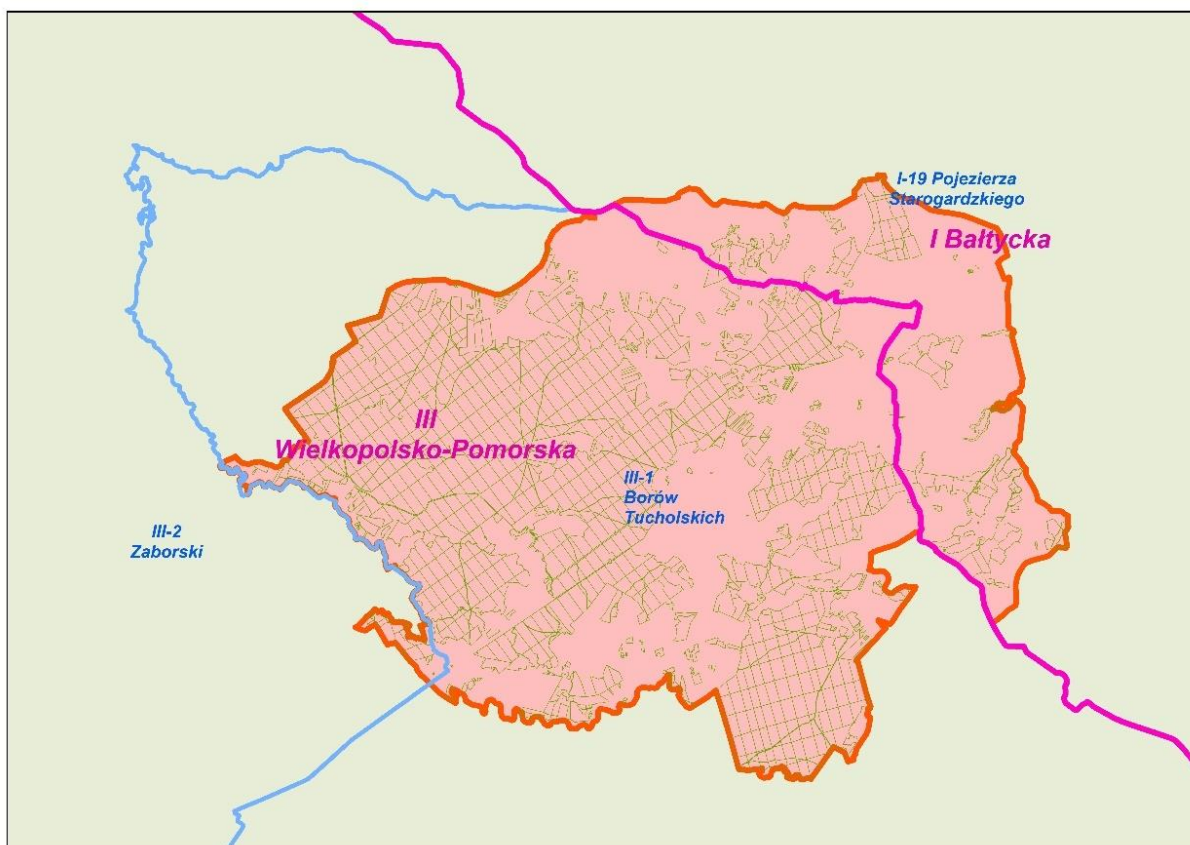 I-19 Pojezierza
Starogardzkiego
I Bałtycka
III
Wielkopolsko-Pomorska
III-1
Borów
Tucholskich
III-2
Zaborski